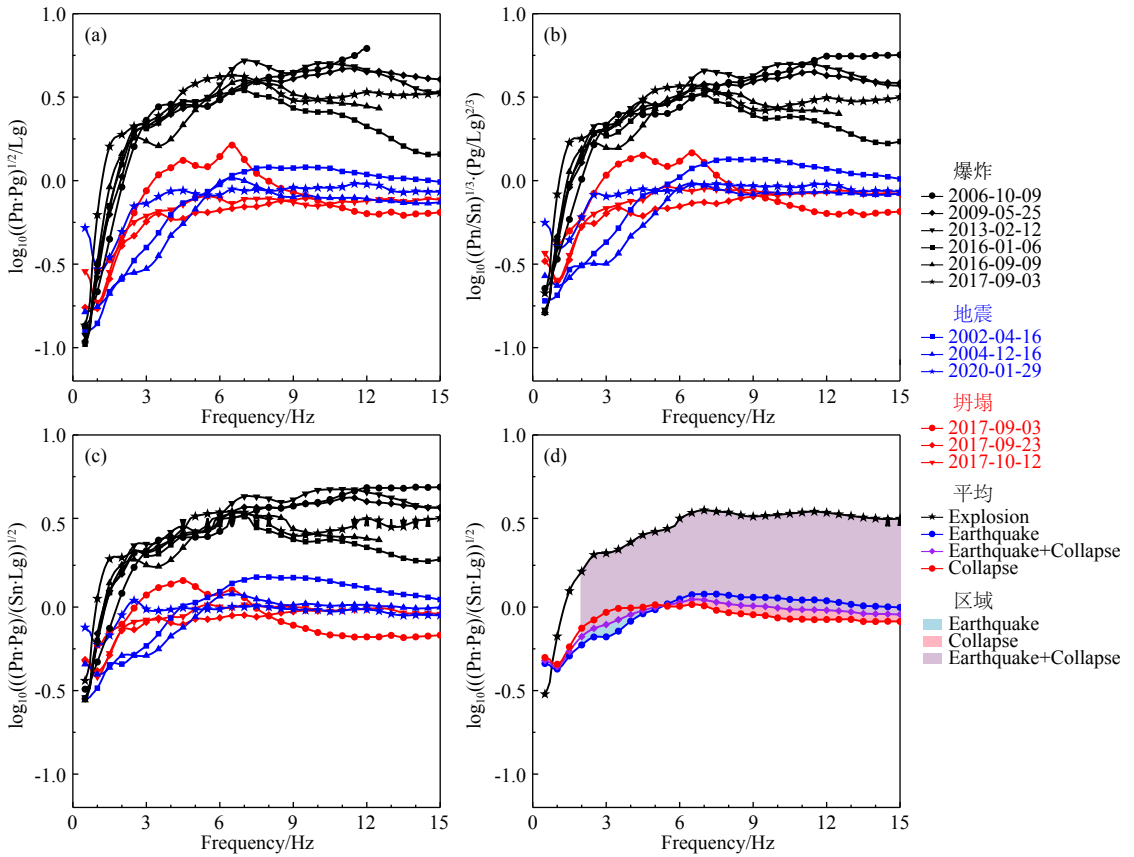 (a)
1.0
0.5
0.0
-0.5
-1.0
log₁₀((Pn·Pg)^{1/2}/Lg)
0
3
6
9
12
15
Frequency/Hz
(b)
1.0
0.5
0.0
-0.5
-1.0
log₁₀((Pn/Sn)^{1/3}·(Pg/Lg)^{2/3})
0
3
6
9
12
15
Frequency/Hz
(c)
1.0
0.5
0.0
-0.5
-1.0
log₁₀(((Pn·Pg)/(Sn·Lg))^{1/2})
0
3
6
9
12
15
Frequency/Hz
(d)
1.0
0.5
0.0
-0.5
-1.0
log₁₀(((Pn·Pg)/(Sn·Lg))^{1/2})
0
3
6
9
12
15
Frequency/Hz
爆炸
2006-10-09
2009-05-25
2013-02-12
2016-01-06
2016-09-09
2017-09-03
地震
2002-04-16
2004-12-16
2020-01-29
坍塌
2017-09-03
2017-09-23
2017-10-12
平均
Explosion
Earthquake
Earthquake+Collapse
Collapse
区域
Earthquake
Collapse
Earthquake+Collapse